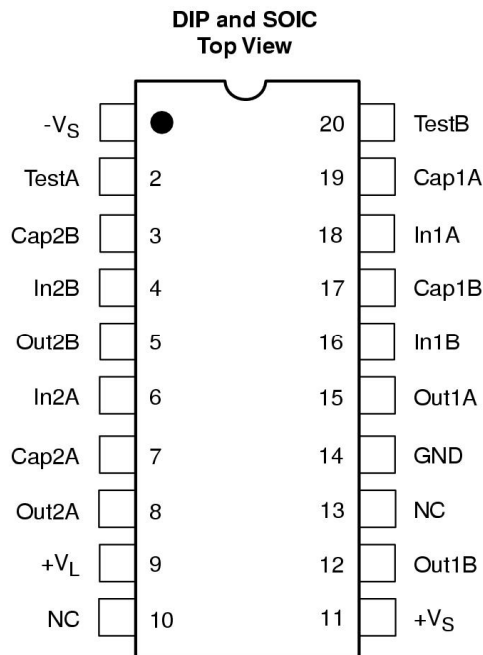 DIP and SOIC
Top View
-VS TestB
20
TestA 2 19 Cap1A
Cap2B 3 18 In1A
In2B 4 17 Cap1B
Out2B 5 16 In1B
In2A 6 15 Out1A
Cap2A 7 14 GND
Out2A 8 13 NC
+VL 9 12 Out1B
NC 10 11 +VS